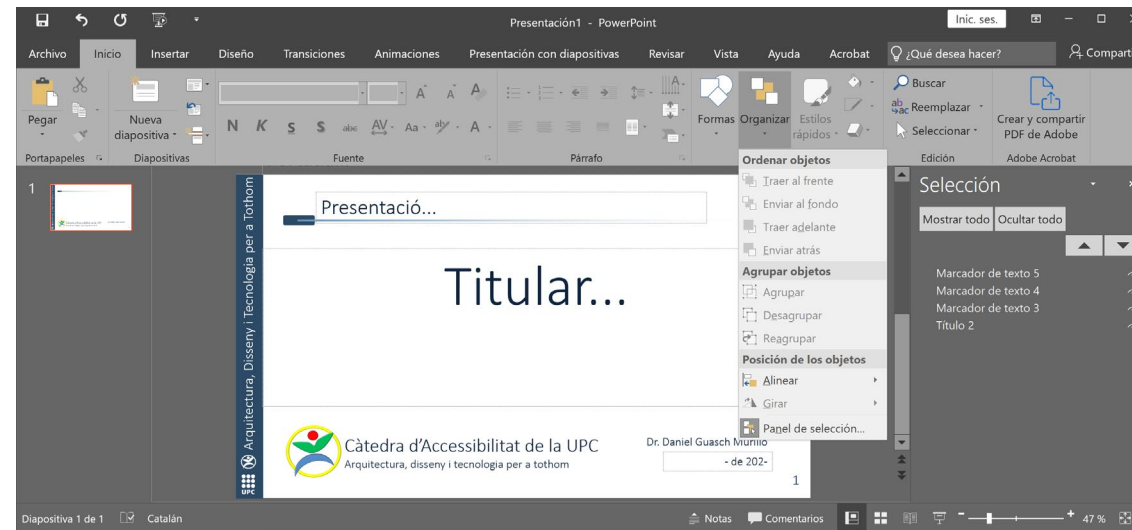 Presentación1 - PowerPoint
Inic. ses.
Archivo Inicio Insertar Diseño Transiciones Animaciones Presentación con diapositivas Revisar Vista Ayuda Acrobat ¿Qué desea hacer? Comparti
Pegar
Nueva
diapositiva
N K S S abc AV Aa ab A
A A A
Formas Organizar Estilos
rápidos
Buscar
Reemplazar
Seleccionar
Crear y compartir
PDF de Adobe
Portapapeles Diapositivas Fuente Párrafo Edición Adobe Acrobat
Ordenar objetos
Traer al frente
Enviar al fondo
Traer adelante
Enviar atrás
Agrupar objetos
Agrupar
Desagrupar
Reagrupar
Posición de los objetos
Alinear
Girar
Panel de selección...
1
Arquitectura, Disseny i Tecnologia per a Tothom
UPC
Presentació...
Titular...
Càtedra d'Accessibilitat de la UPC
Arquitectura, disseny i tecnologia per a tothom
Dr. Daniel Guasch Murillo
- de 202-
1
Selección
Mostrar todo Ocultar todo
Marcador de texto 5
Marcador de texto 4
Marcador de texto 3
Título 2
Diapositiva 1 de 1 Catalán Notas Comentarios 47 %